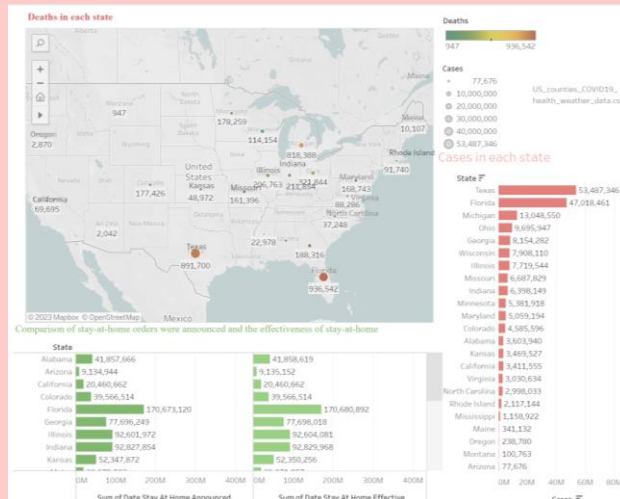 Deaths in each state
Deaths
947 936,542
Cases
77,676
10,000,000
20,000,000
30,000,000
40,000,000
53,487,346
US_counties_COVID19_
health_weather_data.cs
Montana
947
Oregon
2,870
178,259
114,154
818,388
Maine
10,107
Rhode Island
91,740
Indiana
Illinois
206,763
211,854
321,844
Maryland
168,743
Virginia
88,286
North Carolina
37,248
United
States
Kansas
48,972
Missouri
161,396
177,426
California
69,695
2,042
22,978
188,316
Texas
891,700
Florida
936,542
Mexico
© 2023 Mapbox © OpenStreetMap
Cases in each state
State
Texas 53,487,346
Florida 47,018,461
Michigan 13,048,550
Ohio 9,695,947
Georgia 8,154,282
Wisconsin 7,908,110
Illinois 7,719,544
Missouri 6,687,829
Indiana 6,398,149
Minnesota 5,381,918
Maryland 5,059,194
Colorado 4,585,596
Alabama 3,603,940
Kansas 3,469,527
California 3,411,555
Virginia 3,030,634
North Carolina 2,998,033
Rhode Island 2,117,144
Mississippi 1,158,922
Maine 341,132
Oregon 238,780
Montana 100,763
Arizona 77,676
0M 20M 40M 60M 80M
Comparison of stay-at-home orders were announced and the effectiveness of stay-at-home
State
Alabama 41,857,666 41,858,619
Arizona 9,134,944 9,135,152
California 20,460,662 20,460,662
Colorado 39,566,514 39,566,514
Florida 170,673,120 170,680,892
Georgia 77,696,249 77,698,018
Illinois 92,601,972 92,604,081
Indiana 92,827,854 92,829,968
Kansas 52,347,872 52,350,256
0M 100M 200M 300M 400M 0M 100M 200M 300M 400M
Sum of Date Stay At Home Announced Sum of Date Stay At Home Effective